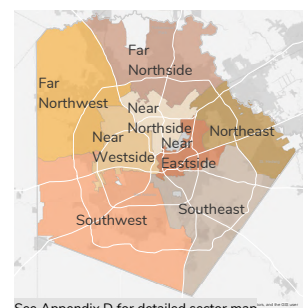 Far
Northside
Far
Northwest
Near
Northside
Near
Westside
Near
Eastside
Northeast
Southeast
Southwest
See Appendix D for detailed sector map